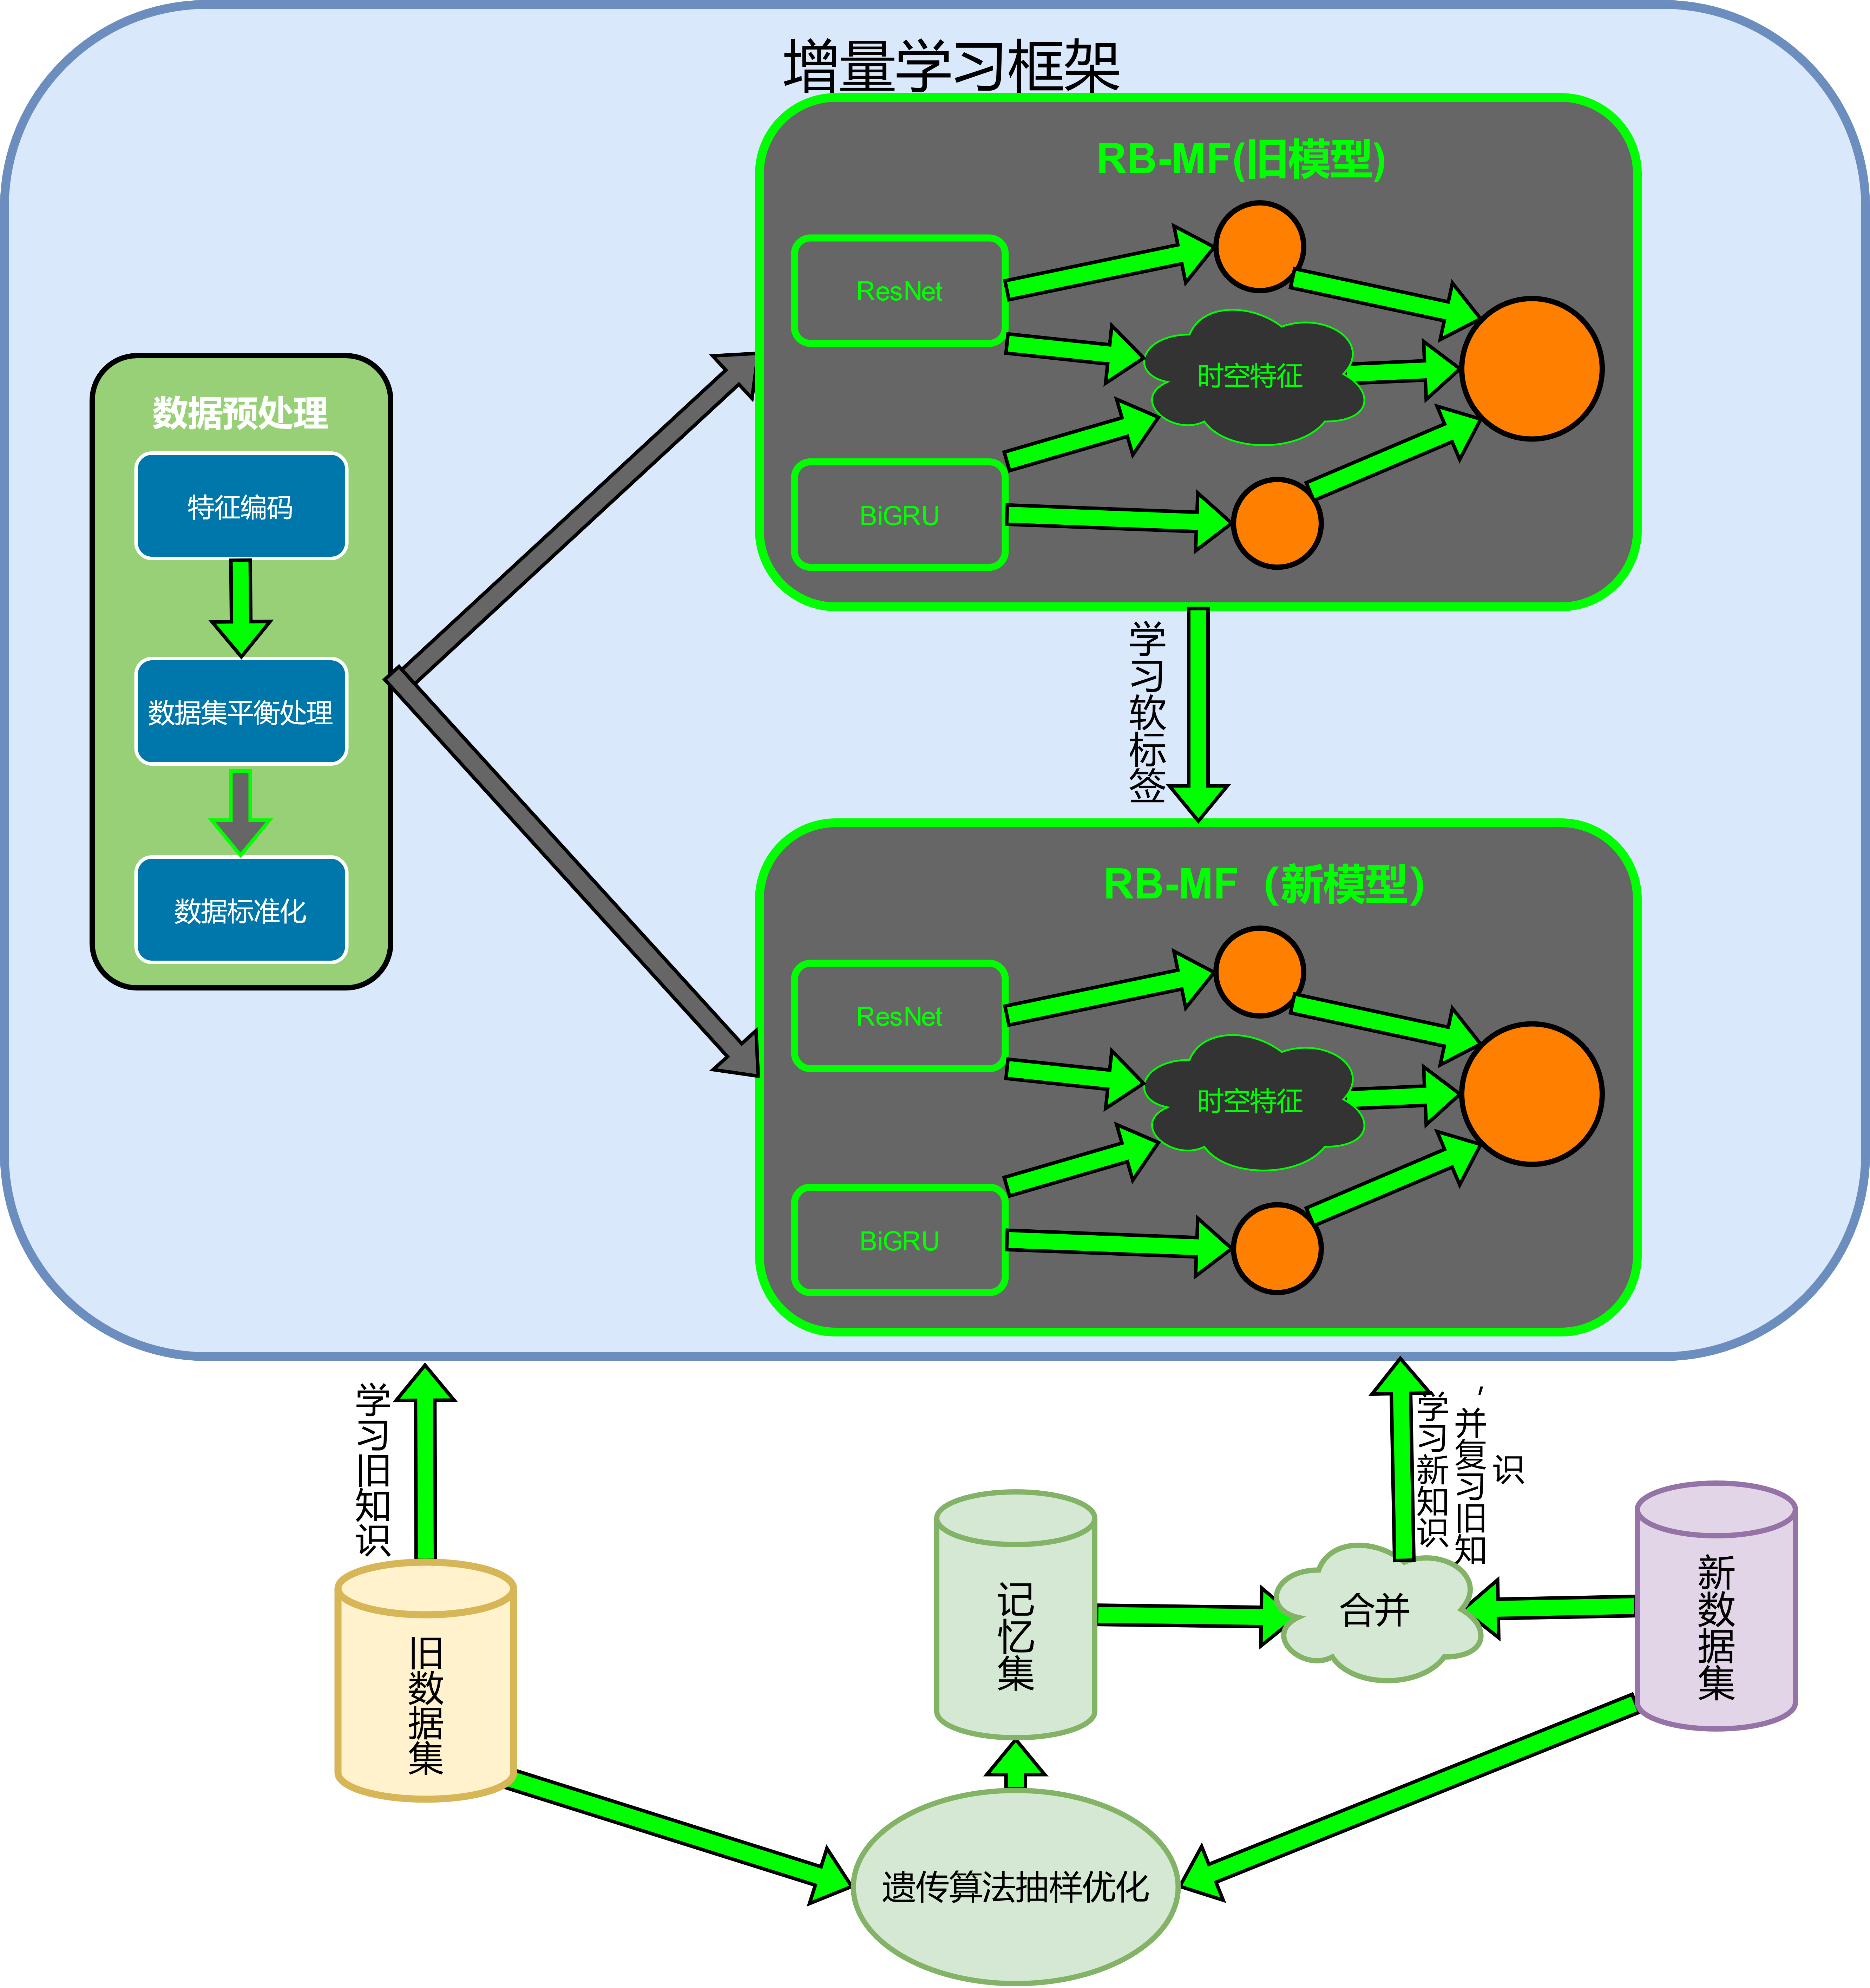 增量学习框架
RB-MF(旧模型)
ResNet
时空特征
BiGRU
数据预处理
特征编码
数据集平衡处理
数据标准化
学习软标签
RB-MF (新模型)
ResNet
时空特征
BiGRU
学习旧知识
学习新知识
，并复习旧知
识
旧数据集
记忆集
合并
新数据集
遗传算法抽样优化